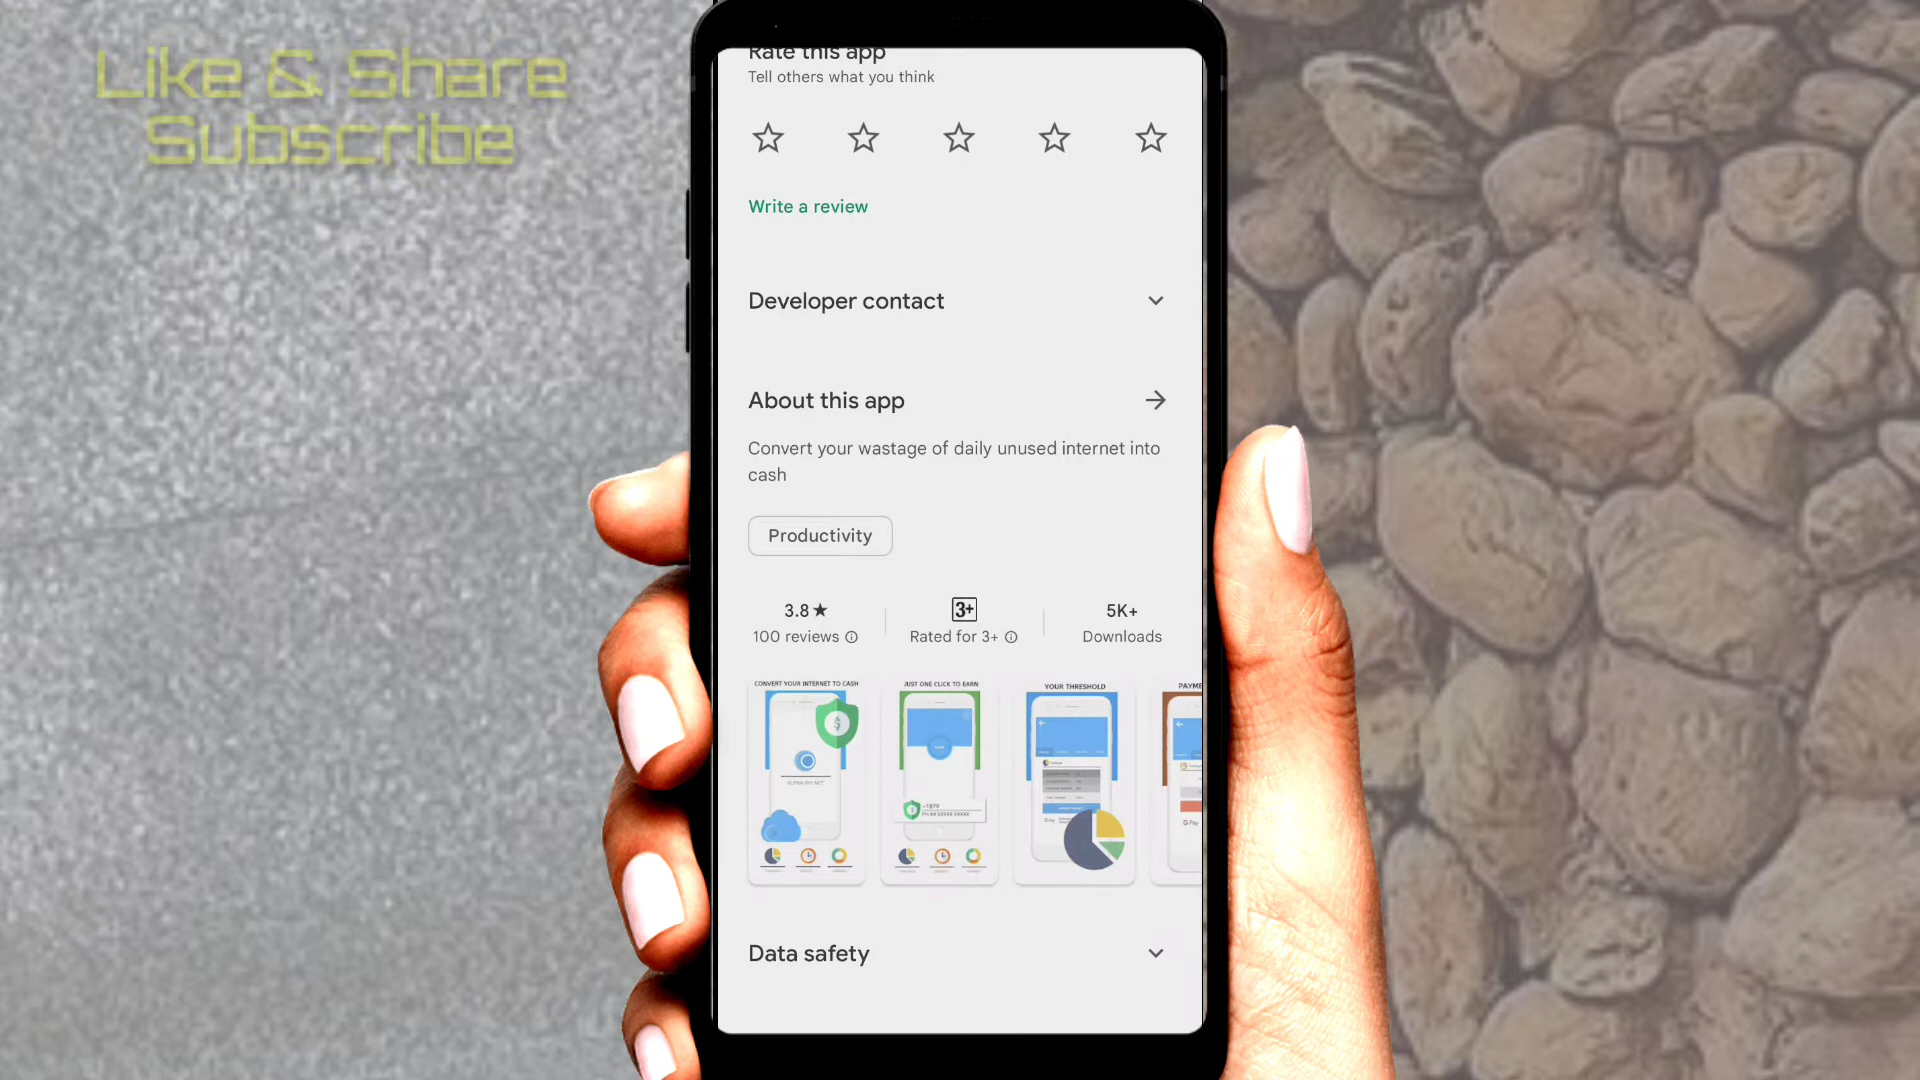 Like & Share
Subscribe
Rate this app
Tell others what you think
Write a review
Developer contact
About this app
Convert your wastage of daily unused internet into
cash
Productivity
3.8★
100 reviews
3+
Rated for 3+
5K+
Downloads
CONVERT YOUR INTERNET TO CASH
JUST ONE CLICK TO EARN
YOUR THRESHOLD
PAYME
Data safety